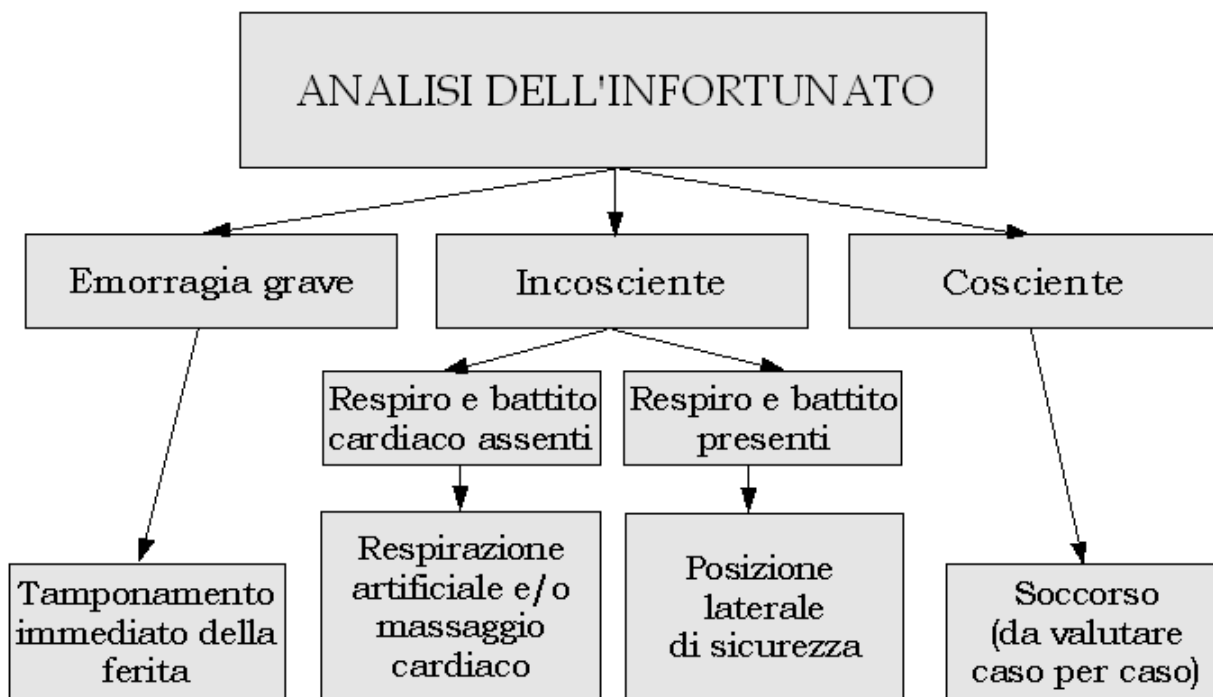 ANALISI DELL'INFORTUNATO
Emorragia grave
Incosciente
Cosciente
Respiro e battito
cardiaco assenti
Respiro e battito
presenti
Tamponamento
immediato della
ferita
Respirazione
artificiale e/o
massaggio
cardiaco
Posizione
laterale
di sicurezza
Soccorso
(da valutare
caso per caso)